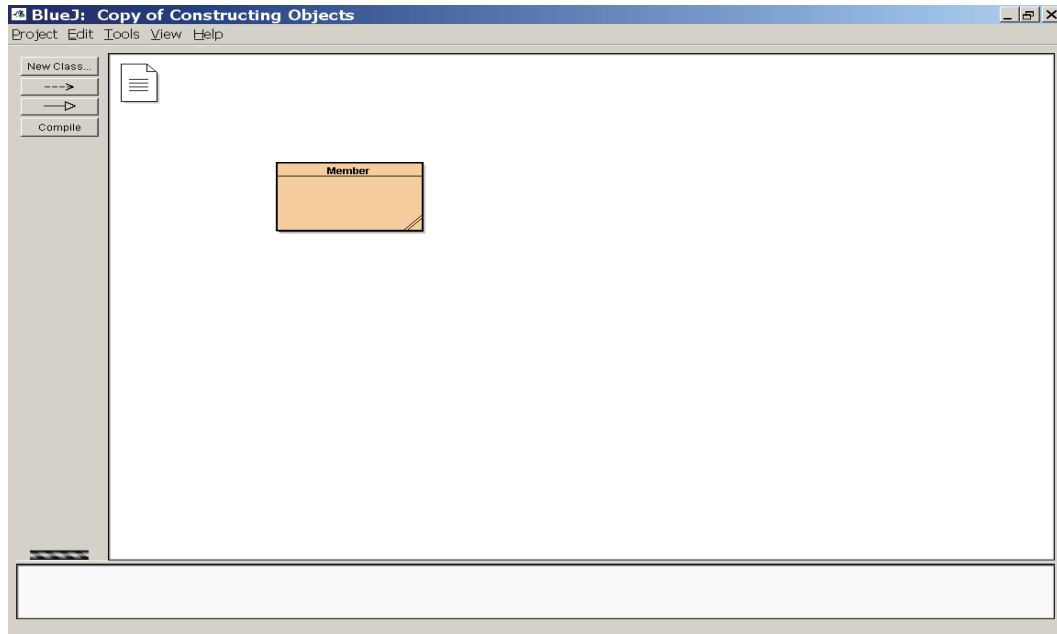 BlueJ: Copy of Constructing Objects
Project Edit Tools View Help
New Class...
--->
Compile
Member